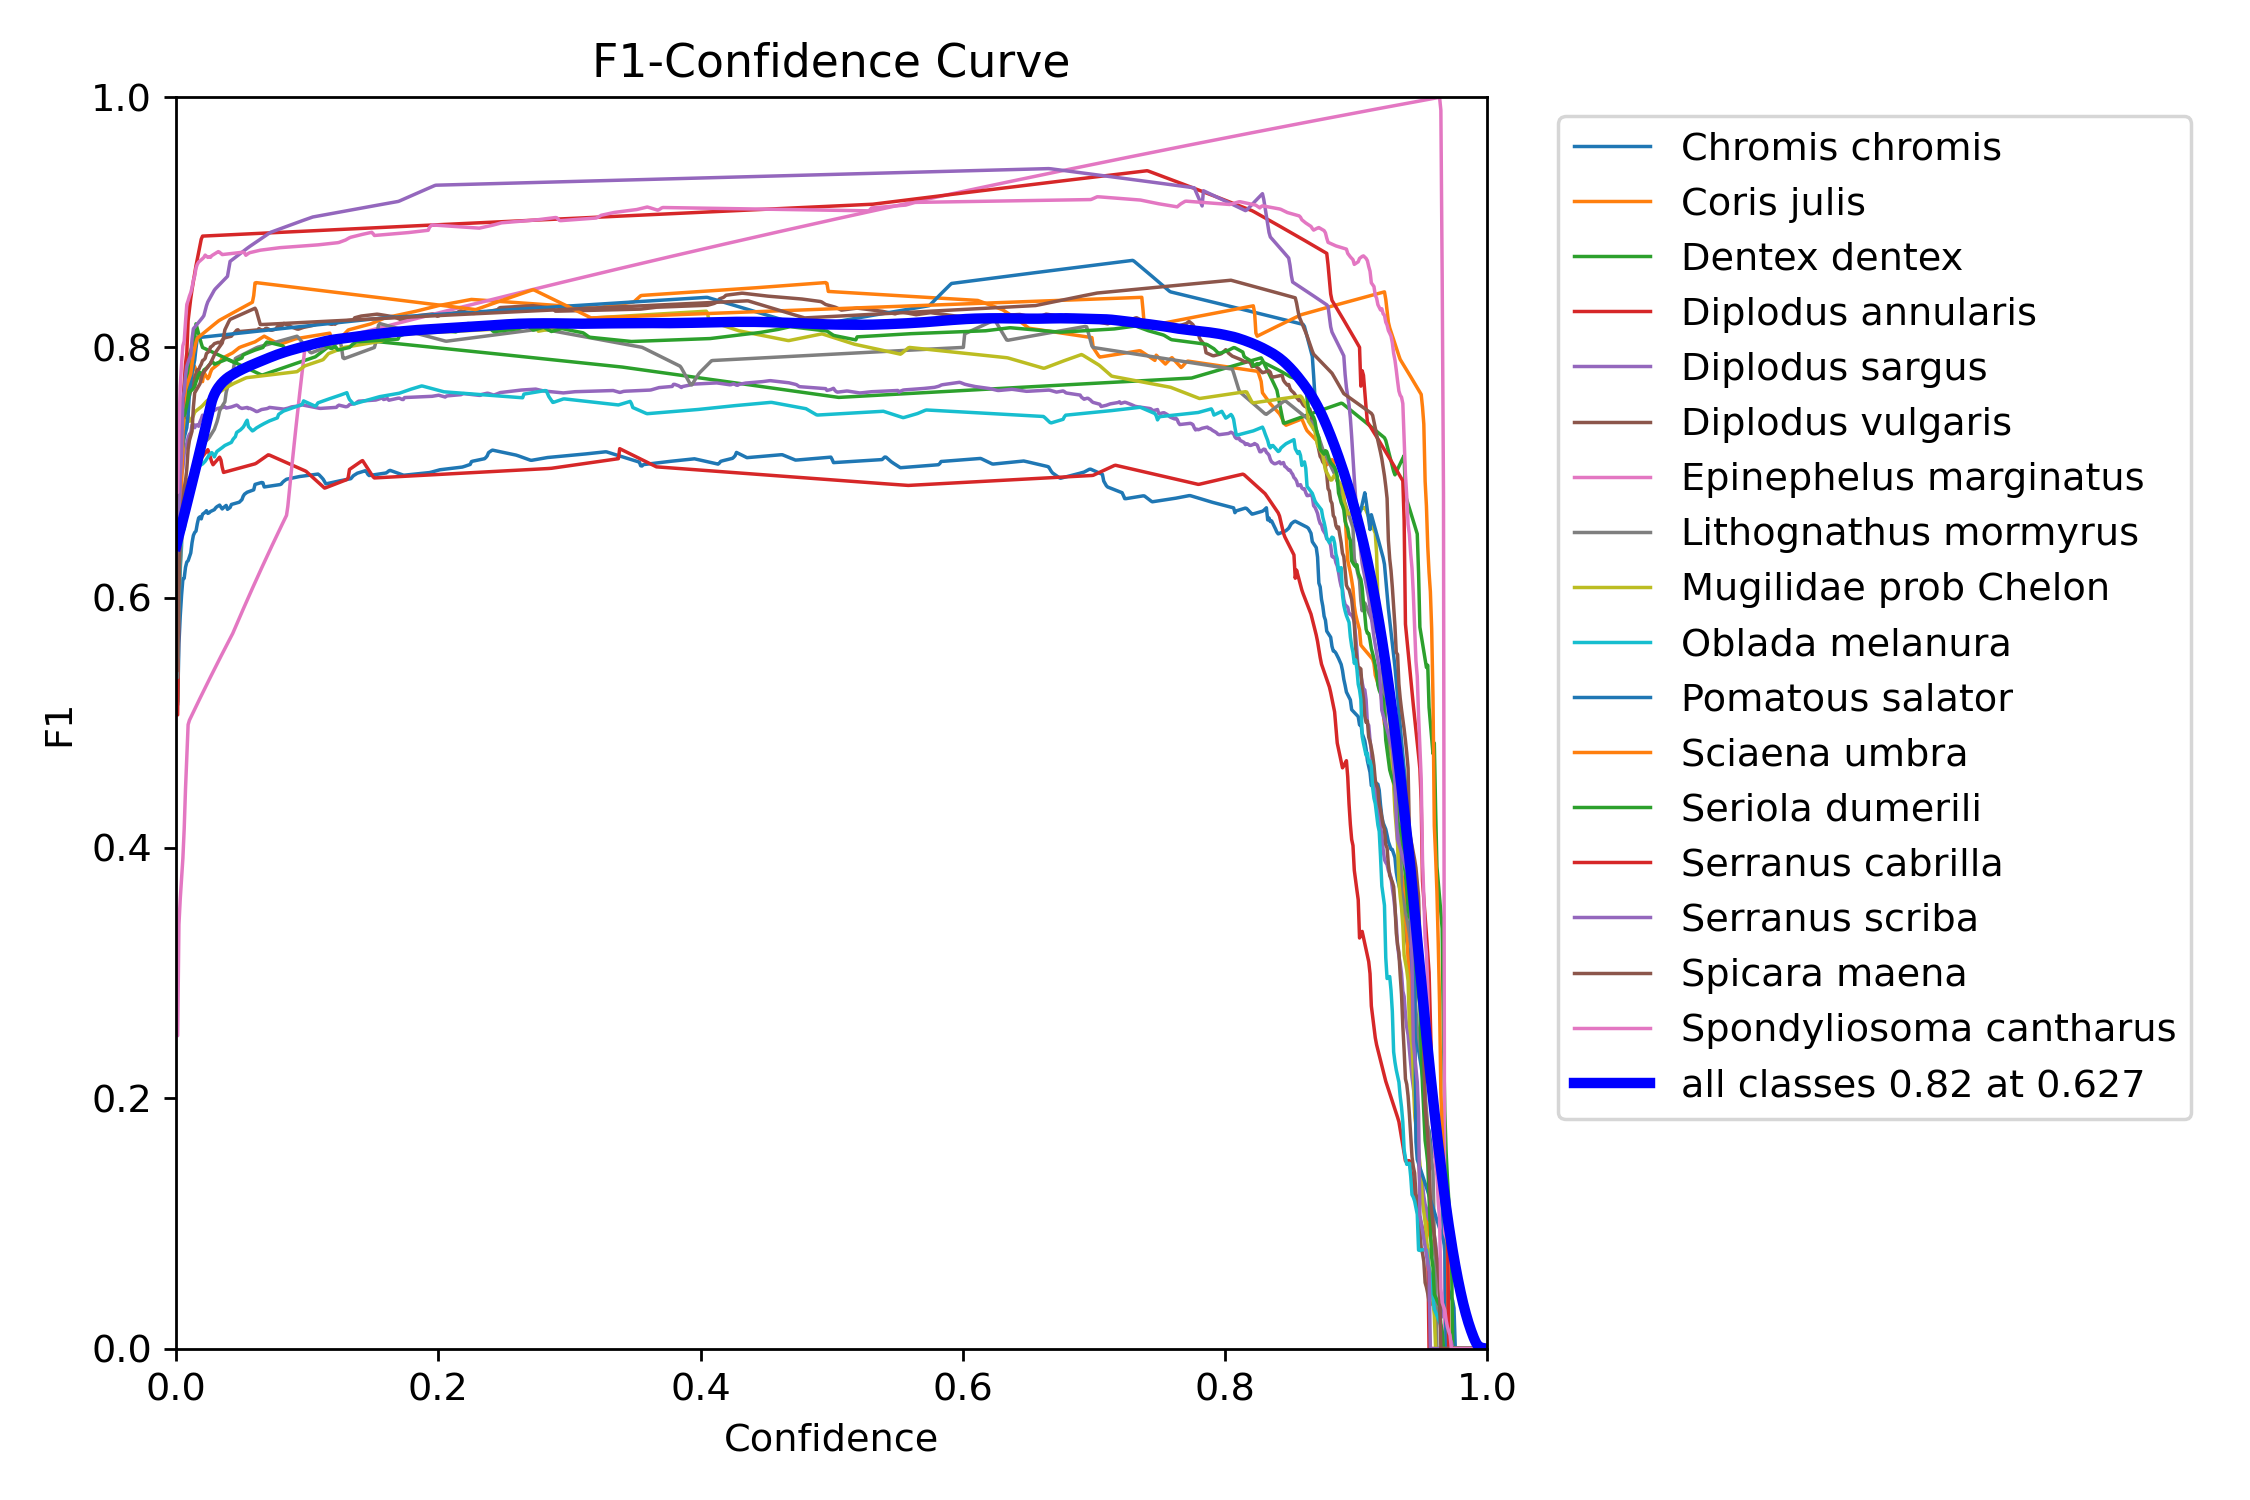 F1-Confidence Curve
1.0
0.8
0.6
0.4
0.2
0.0
F1
0.0 0.2 0.4 0.6 0.8 1.0
Confidence
Chromis chromis
Coris julis
Dentex dentex
Diplodus annularis
Diplodus sargus
Diplodus vulgaris
Epinephelus marginatus
Lithognathus mormyrus
Mugilidae prob Chelon
Oblada melanura
Pomatous salator
Sciaena umbra
Seriola dumerili
Serranus cabrilla
Serranus scriba
Spicara maena
Spondyliosoma cantharus
all classes 0.82 at 0.627